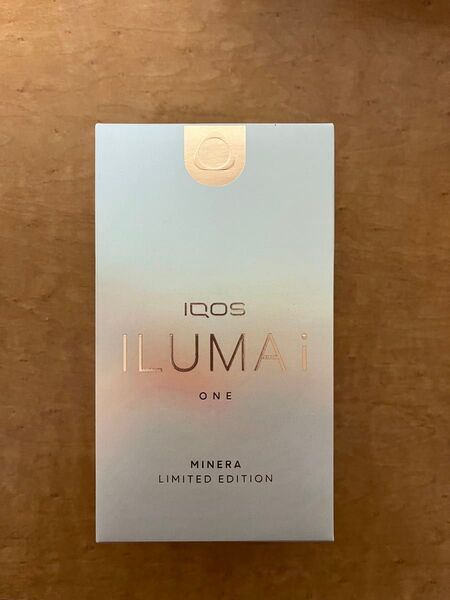 IQOS
ILUMA i
ONE
MINERA
LIMITED EDITION